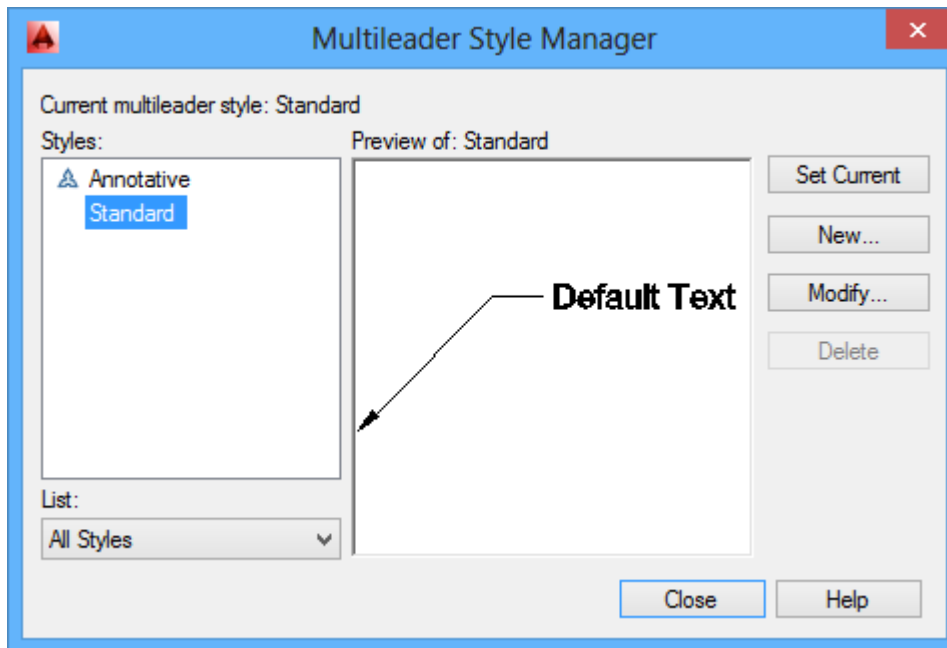 Multileader Style Manager
Current multileader style: Standard
Styles:
Preview of: Standard
Annotative
Standard
Default Text
Set Current
New...
Modify...
Delete
List:
All Styles
Close
Help